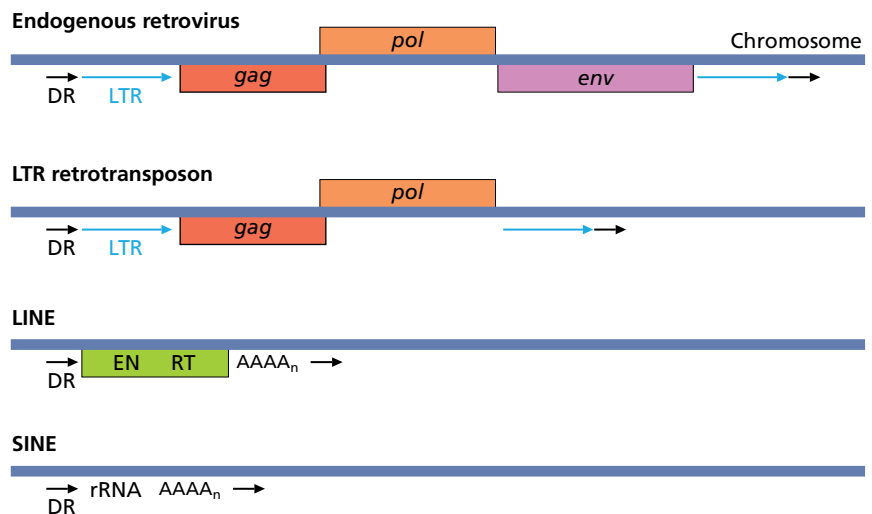 Endogenous retrovirus
pol
Chromosome
gag
env
DR
LTR
LTR retrotransposon
pol
gag
DR
LTR
LINE
EN RT AAAAn
DR
SINE
rRNA AAAAn
DR